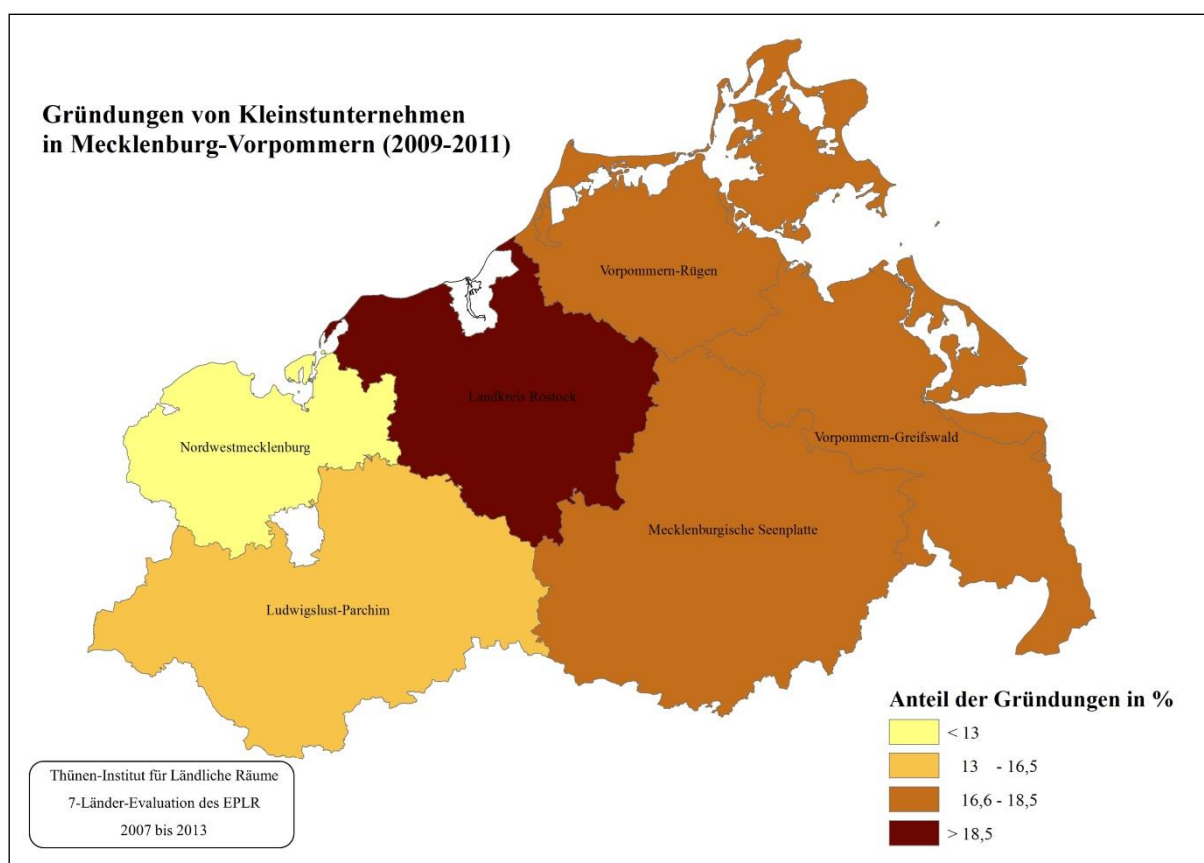 Gründungen von Kleinstunternehmen
in Mecklenburg-Vorpommern (2009-2011)
Vorpommern-Rügen
Landkreis Rostock
Nordwestmecklenburg
Vorpommern-Greifswald
Mecklenburgische Seenplatte
Ludwigslust-Parchim
Anteil der Gründungen in %
< 13
13 - 16,5
16,6 - 18,5
> 18,5
Thünen-Institut für Ländliche Räume
7-Länder-Evaluation des EPLR
2007 bis 2013